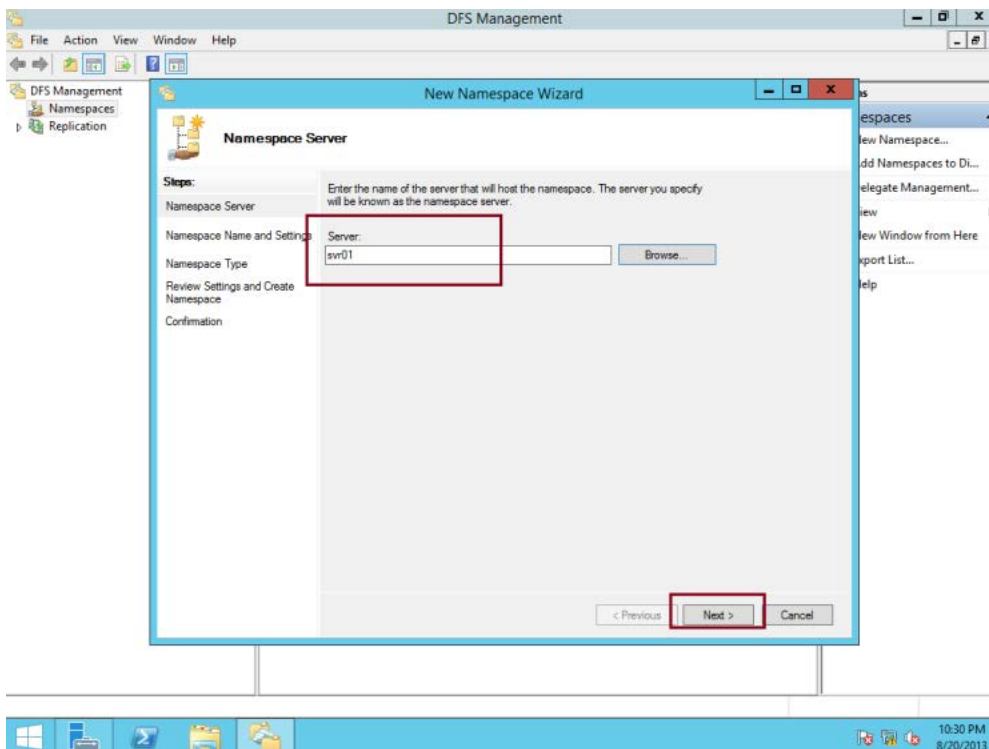 DFS Management
File Action View Window Help
DFS Management
Namespaces
Replication
New Namespace Wizard
Namespace Server
Steps:
Namespace Server
Namespace Name and Settings
Namespace Type
Review Settings and Create
Namespace
Confirmation
Enter the name of the server that will host the namespace. The server you specify
will be known as the namespace server.
Server:
svr01
Browse...
< Previous
Next >
Cancel
ns
espaces
lew Namespace...
dd Namespaces to Di...
elegate Management...
iew
lew Window from Here
xport List...
lelp
10:30 PM
8/20/2013